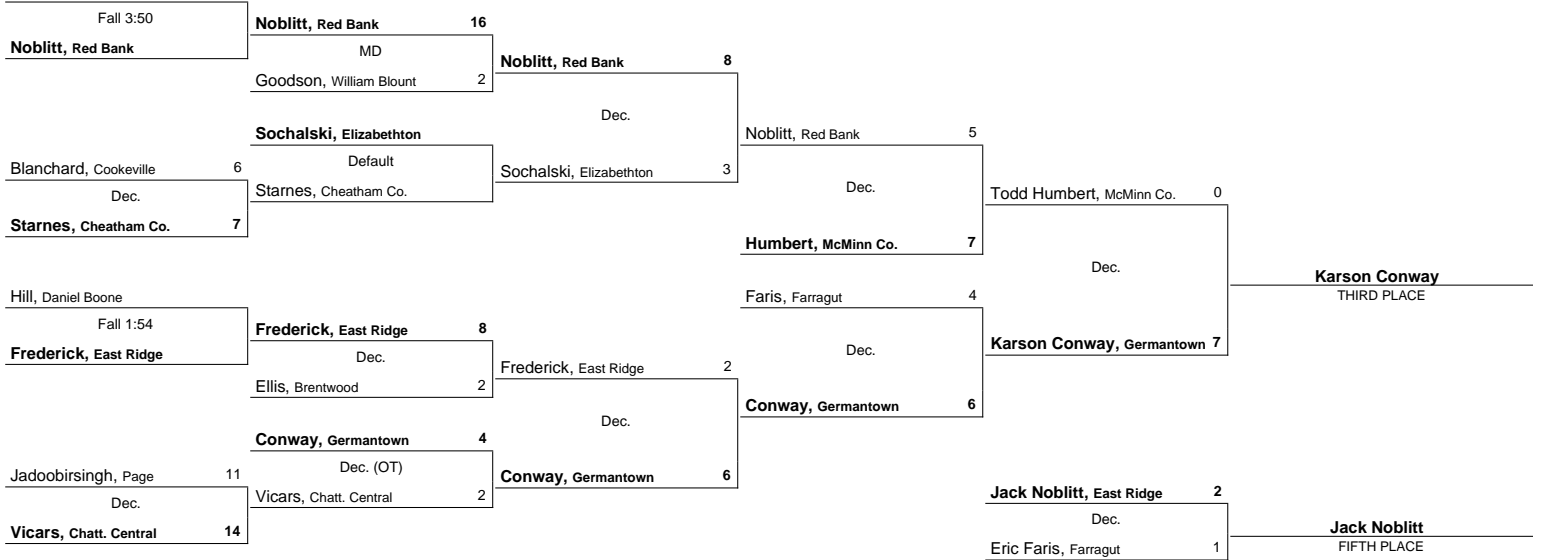 Fall 3:50
Noblitt, Red Bank
Blanchard, Cookeville 6
Dec.
Starnes, Cheatham Co. 7
Hill, Daniel Boone
Fall 1:54
Frederick, East Ridge
Jadoobirsingh, Page 11
Dec.
Vicars, Chatt. Central 14
Noblitt, Red Bank 16
MD
Goodson, William Blount 2
Sochalski, Elizabethton
Default
Starnes, Cheatham Co.
Frederick, East Ridge 8
Dec.
Ellis, Brentwood 2
Conway, Germantown 4
Dec. (OT)
Vicars, Chatt. Central 2
Noblitt, Red Bank 8
Dec.
Sochalski, Elizabethton 3
Frederick, East Ridge 2
Dec.
Conway, Germantown 6
Noblitt, Red Bank 5
Dec.
Humbert, McMinn Co. 7
Faris, Farragut 4
Dec.
Conway, Germantown 6
Todd Humbert, McMinn Co. 0
Dec.
Karson Conway, Germantown 7
Karson Conway
THIRD PLACE
Jack Noblitt, East Ridge 2
Dec.
Eric Faris, Farragut 1
Jack Noblitt
FIFTH PLACE